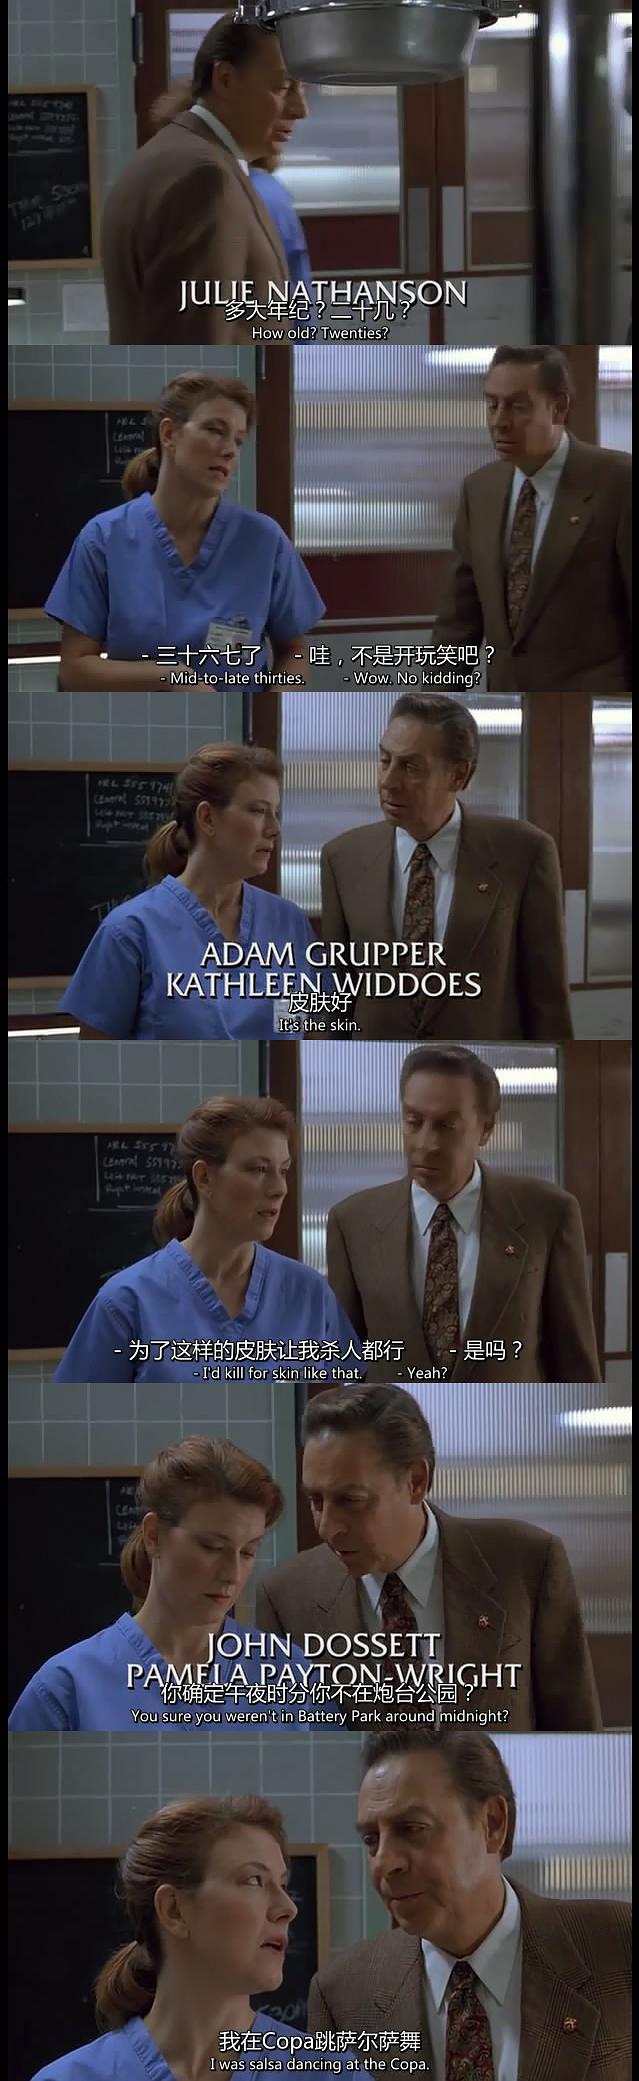 JULIE NATHANSON
多大年纪？二十几？
How old? Twenties?
- 三十六七了 - 哇，不是开玩笑吧？
- Mid-to-late thirties. - Wow. No kidding?
ADAM GRUPPER
KATHLEEN WIDDOES
皮肤好
It's the skin.
- 为了这样的皮肤让我杀人都行 - 是吗？
- I'd kill for skin like that. - Yeah?
JOHN DOSSETT
PAMELA PAYTON-WRIGHT
你确定午夜时分你不在炮台公园？
You sure you weren't in Battery Park around midnight?
我在Copa跳萨尔萨舞
I was salsa dancing at the Copa.